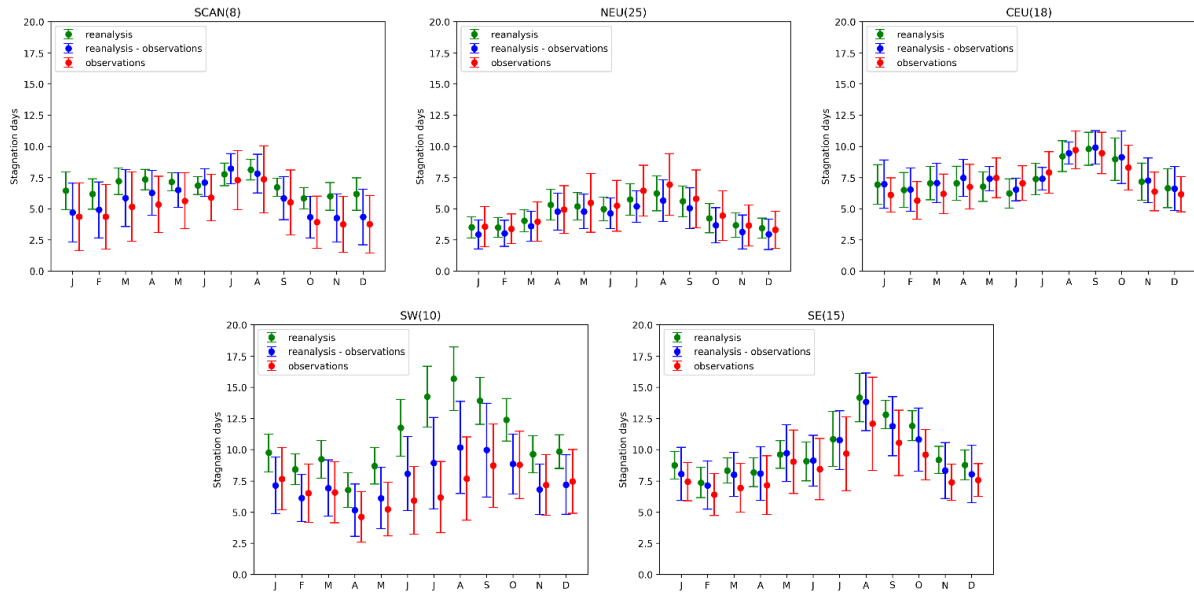 SCAN(8)
20.0
17.5
15.0
12.5
10.0
7.5
5.0
2.5
0.0
Stagnation days
reanalysis
reanalysis - observations
observations
J F M A M J J A S O N D
NEU(25)
20.0
17.5
15.0
12.5
10.0
7.5
5.0
2.5
0.0
Stagnation days
reanalysis
reanalysis - observations
observations
J F M A M J J A S O N D
CEU(18)
20.0
17.5
15.0
12.5
10.0
7.5
5.0
2.5
0.0
Stagnation days
reanalysis
reanalysis - observations
observations
J F M A M J J A S O N D
SW(10)
20.0
17.5
15.0
12.5
10.0
7.5
5.0
2.5
0.0
Stagnation days
reanalysis
reanalysis - observations
observations
J F M A M J J A S O N D
SE(15)
20.0
17.5
15.0
12.5
10.0
7.5
5.0
2.5
0.0
Stagnation days
reanalysis
reanalysis - observations
observations
J F M A M J J A S O N D